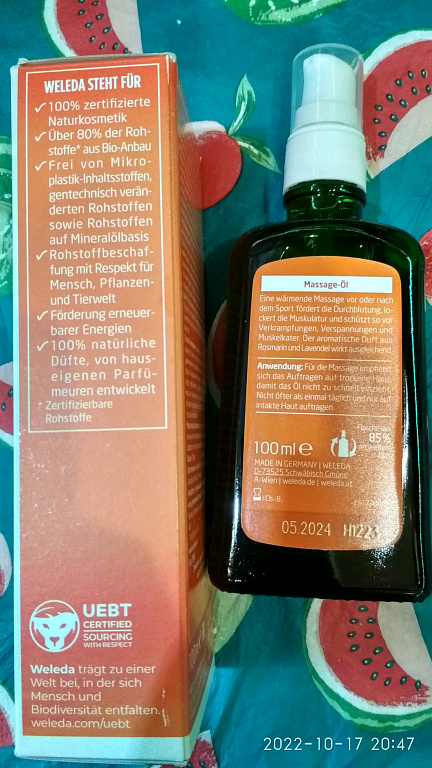 WELEDA STEHT FÜR
✓ 100% zertifizierte
Naturkosmetik
✓ Über 80% der Roh-
stoffe* aus Bio-Anbau
✓ Frei von Mikro-
plastik-Inhaltsstoffen,
gentechnisch verän-
derten Rohstoffen
sowie Rohstoffen
auf Mineralölbasis
✓ Rohstoffbeschaf-
fung mit Respekt für
Mensch, Pflanzen-
und Tierwelt
✓ Förderung erneuer-
barer Energien
✓ 100% natürliche
Düfte, von haus-
eigenen Parfü-
meuren entwickelt
* Zertifizierbare
Rohstoffe
UEBT
CERTIFIED
SOURCING
WITH RESPECT
Weleda trägt zu einer
Welt bei, in der sich
Mensch und
Biodiversität entfalten.
weleda.com/uebt
Massage-Öl
Eine wärmende Massage vor oder nach
dem Sport fördert die Durchblutung, lo-
ckert die Muskulatur und schützt so vor
Verkrampfungen, Verspannungen und
Muskelkater. Der aromatische Duft aus
Rosmarin und Lavendel wirkt ausgleichend.
Anwendung: Für die Massage empfiehlt
sich das Auftragen auf trockene Haut,
damit das Öl nicht zu schnell einzieht.
Nicht öfter als einmal täglich und nur auf
intakte Haut auftragen.
100 ml e
Flasche aus
85%
MADE IN GERMANY | WELEDA
D-73525 Schwäbisch Gmünd
A-Wien | weleda.de | weleda.at
05.2024 H1223
2022-10-17 20:47